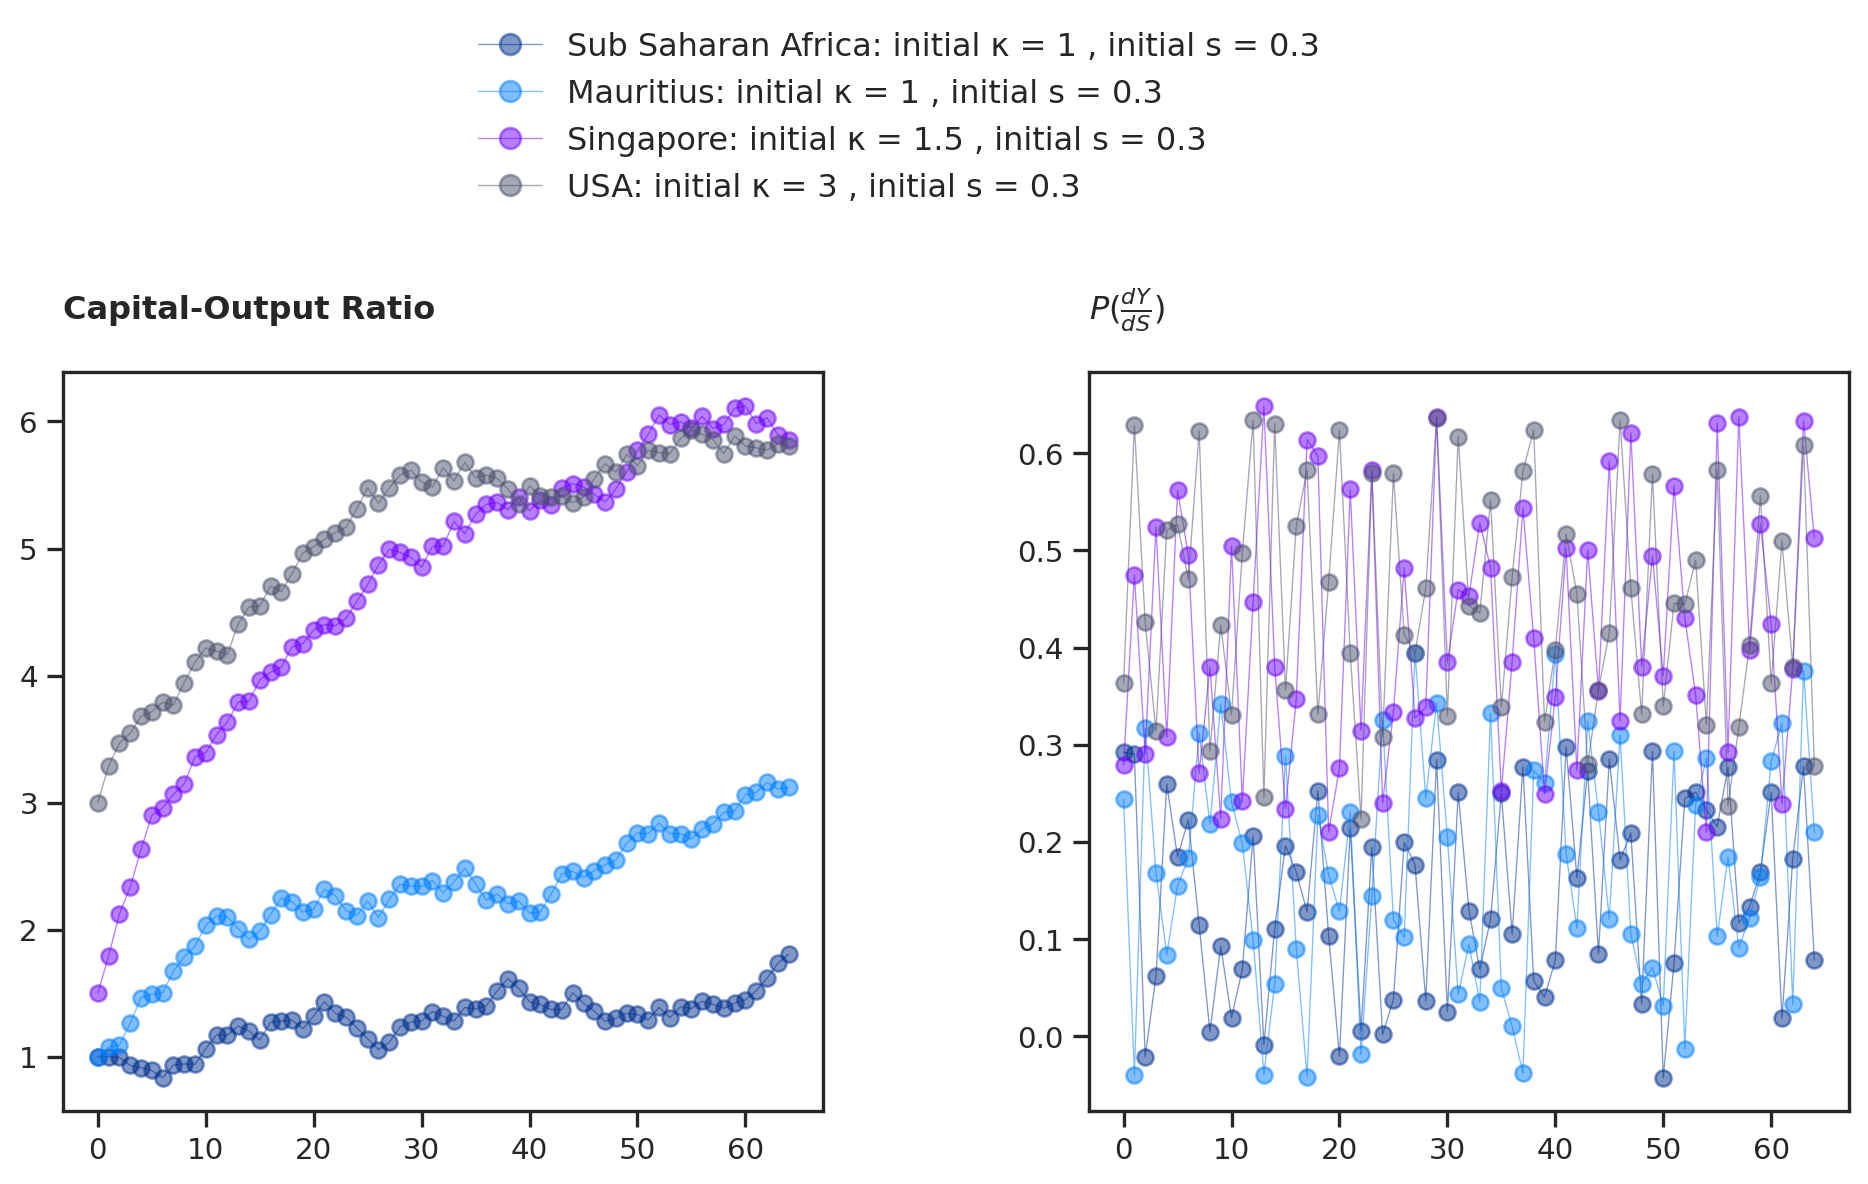 Sub Saharan Africa: initial κ = 1 , initial s = 0.3
Mauritius: initial κ = 1 , initial s = 0.3
Singapore: initial κ = 1.5 , initial s = 0.3
USA: initial κ = 3 , initial s = 0.3
Capital-Output Ratio
6
5
4
3
2
1
0 10 20 30 40 50 60
P(dY/dS)
0.6
0.5
0.4
0.3
0.2
0.1
0.0
0 10 20 30 40 50 60